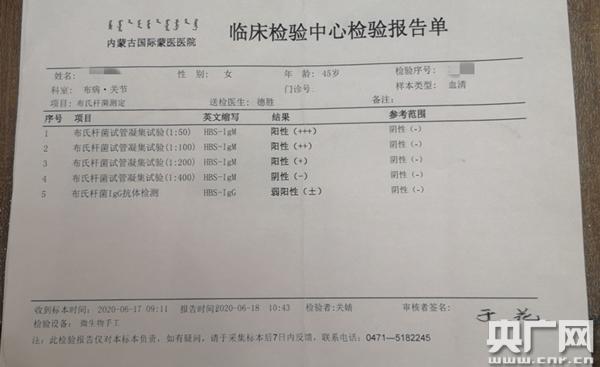 内蒙古国际蒙医医院 临床检验中心检验报告单
姓名: 性 别: 女 年 龄: 45岁 检验序号:
科室: 布病·关节 门诊号: 样本类型: 血清
项目: 布氏杆菌测定 送检医生: 德胜 备注:
序号 项目 英文缩写 结果 参考范围
1 布氏杆菌试管凝集试验(1:50) HBS-IgM 阳性(+++) 阴性(-)
2 布氏杆菌试管凝集试验(1:100) HBS-IgM 阳性(++) 阴性(-)
3 布氏杆菌试管凝集试验(1:200) HBS-IgM 阳性(+) 阴性(-)
4 布氏杆菌试管凝集试验(1:400) HBS-IgM 阴性(-) 阴性(-)
5 布氏杆菌IgG抗体检测 HBS-IgG 弱阳性(±) 阴性(-)
收到标本时间: 2020-06-17 09:11 报告时间:2020-06-18 10:43 检验者:关婧 审核者签名:
检验设备: 微生物手工
注: 此检验报告仅对本标本负责, 如有疑问, 请于采集标本后7日内反馈, 联系电话: 0471—5182245
央广网
www.cnr.cn